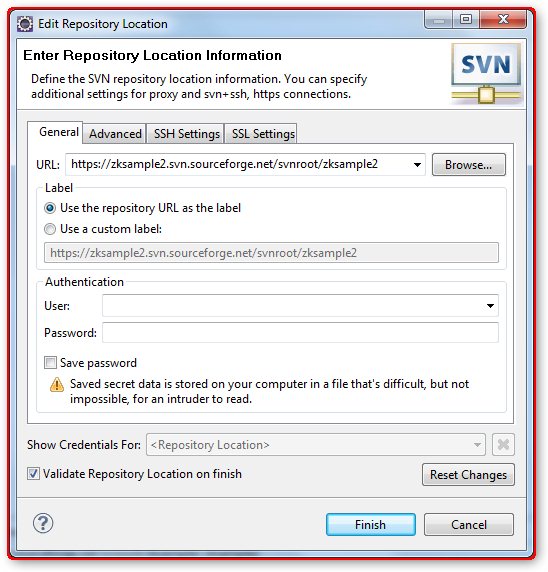 Edit Repository Location
Enter Repository Location Information
Define the SVN repository location information. You can specify
additional settings for proxy and svn+ssh, https connections.
SVN
General Advanced SSH Settings SSL Settings
URL: https://zksample2.svn.sourceforge.net/svnroot/zksample2 Browse...
Label
Use the repository URL as the label
Use a custom label:
https://zksample2.svn.sourceforge.net/svnroot/zksample2
Authentication
User:
Password:
Save password
Saved secret data is stored on your computer in a file that's difficult, but not
impossible, for an intruder to read.
Show Credentials For: <Repository Location>
Validate Repository Location on finish Reset Changes
? Finish Cancel